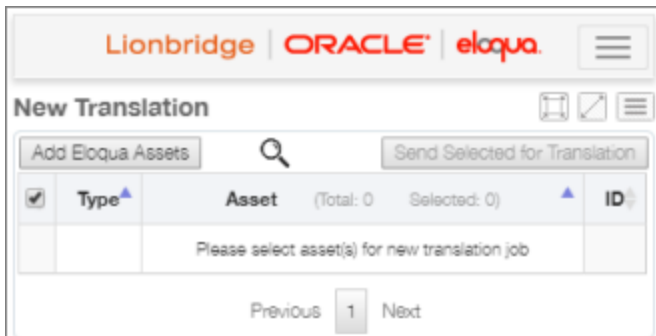 Lionbridge | ORACLE | eloqua.
New Translation
Add Eloqua Assets Send Selected for Translation
Type Asset (Total: 0 Selected: 0) ID
Please select asset(s) for new translation job
Previous 1 Next